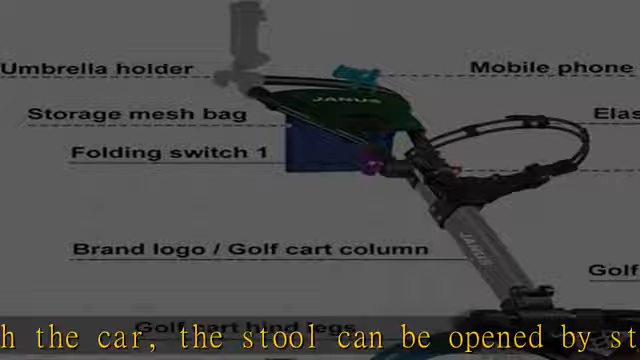 Umbrella holder
Mobile phone
JANUS
Storage mesh bag
Elas
Folding switch 1
Brand logo / Golf cart column
JANUS
Golf
Golf cart hind legs
h the car, the stool can be opened by st